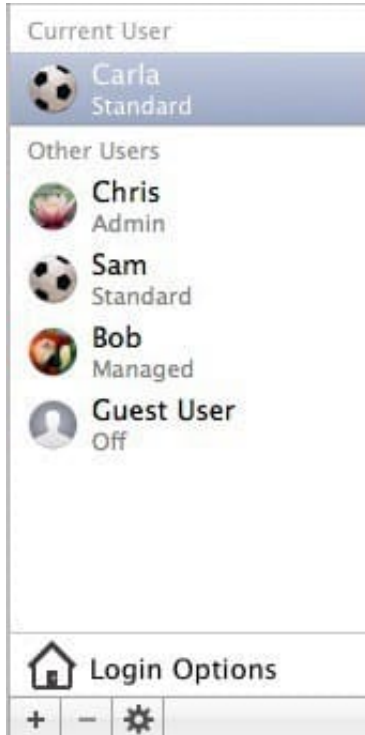 Current User
Carla
Standard
Other Users
Chris
Admin
Sam
Standard
Bob
Managed
Guest User
Off
Login Options
+ −